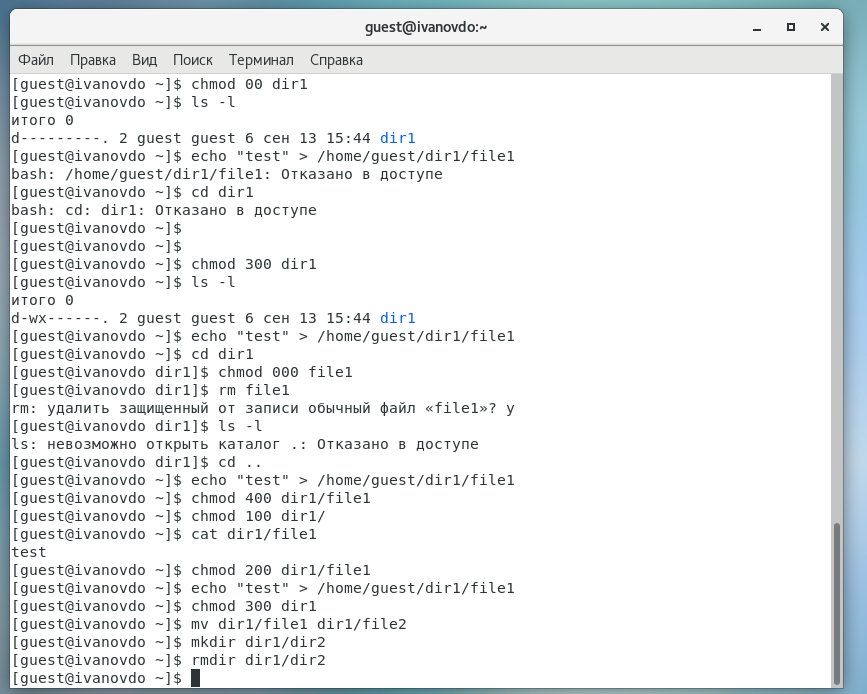 guest@ivanovdo:~
Файл Правка Вид Поиск Терминал Справка
[guest@ivanovdo ~]$ chmod 00 dir1
[guest@ivanovdo ~]$ ls -l
итого 0
d---------. 2 guest guest 6 сен 13 15:44 dir1
[guest@ivanovdo ~]$ echo "test" > /home/guest/dir1/file1
bash: /home/guest/dir1/file1: Отказано в доступе
[guest@ivanovdo ~]$ cd dir1
bash: cd: dir1: Отказано в доступе
[guest@ivanovdo ~]$
[guest@ivanovdo ~]$
[guest@ivanovdo ~]$ chmod 300 dir1
[guest@ivanovdo ~]$ ls -l
итого 0
d-wx------. 2 guest guest 6 сен 13 15:44 dir1
[guest@ivanovdo ~]$ echo "test" > /home/guest/dir1/file1
[guest@ivanovdo ~]$ cd dir1
[guest@ivanovdo dir1]$ chmod 000 file1
[guest@ivanovdo dir1]$ rm file1
rm: удалить защищенный от записи обычный файл «file1»? y
[guest@ivanovdo dir1]$ ls -l
ls: невозможно открыть каталог .: Отказано в доступе
[guest@ivanovdo dir1]$ cd ..
[guest@ivanovdo ~]$ echo "test" > /home/guest/dir1/file1
[guest@ivanovdo ~]$ chmod 400 dir1/file1
[guest@ivanovdo ~]$ chmod 100 dir1/
[guest@ivanovdo ~]$ cat dir1/file1
test
[guest@ivanovdo ~]$ chmod 200 dir1/file1
[guest@ivanovdo ~]$ echo "test" > /home/guest/dir1/file1
[guest@ivanovdo ~]$ chmod 300 dir1
[guest@ivanovdo ~]$ mv dir1/file1 dir1/file2
[guest@ivanovdo ~]$ mkdir dir1/dir2
[guest@ivanovdo ~]$ rmdir dir1/dir2
[guest@ivanovdo ~]$